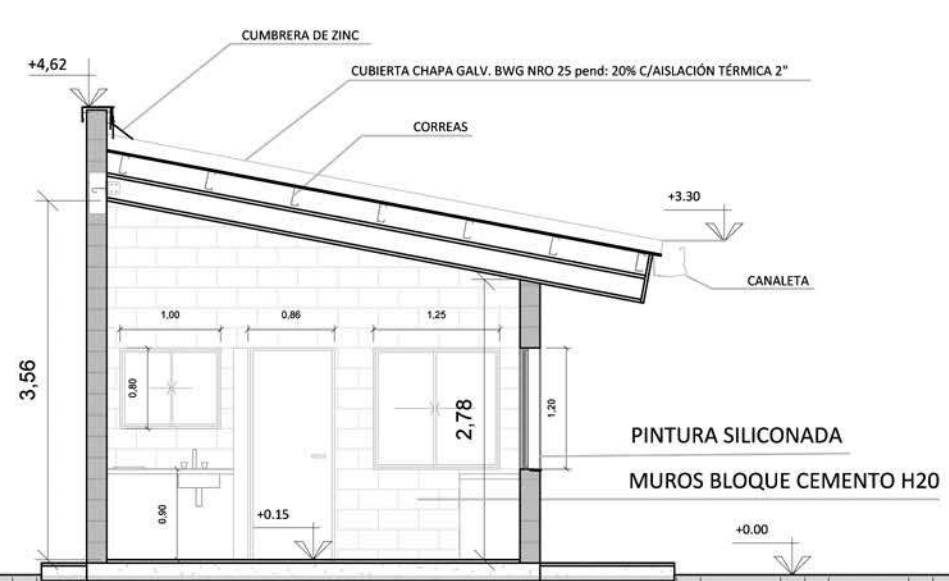 CUMBRERA DE ZINC
+4,62
CUBIERTA CHAPA GALV. BWG NRO 25 pend: 20% C/AISLACIÓN TÉRMICA 2"
CORREAS
+3.30
CANALETA
1,00
0,86
1,25
3,56
0,80
2,78
1,20
PINTURA SILICONADA
MUROS BLOQUE CEMENTO H20
0,90
+0.15
+0.00